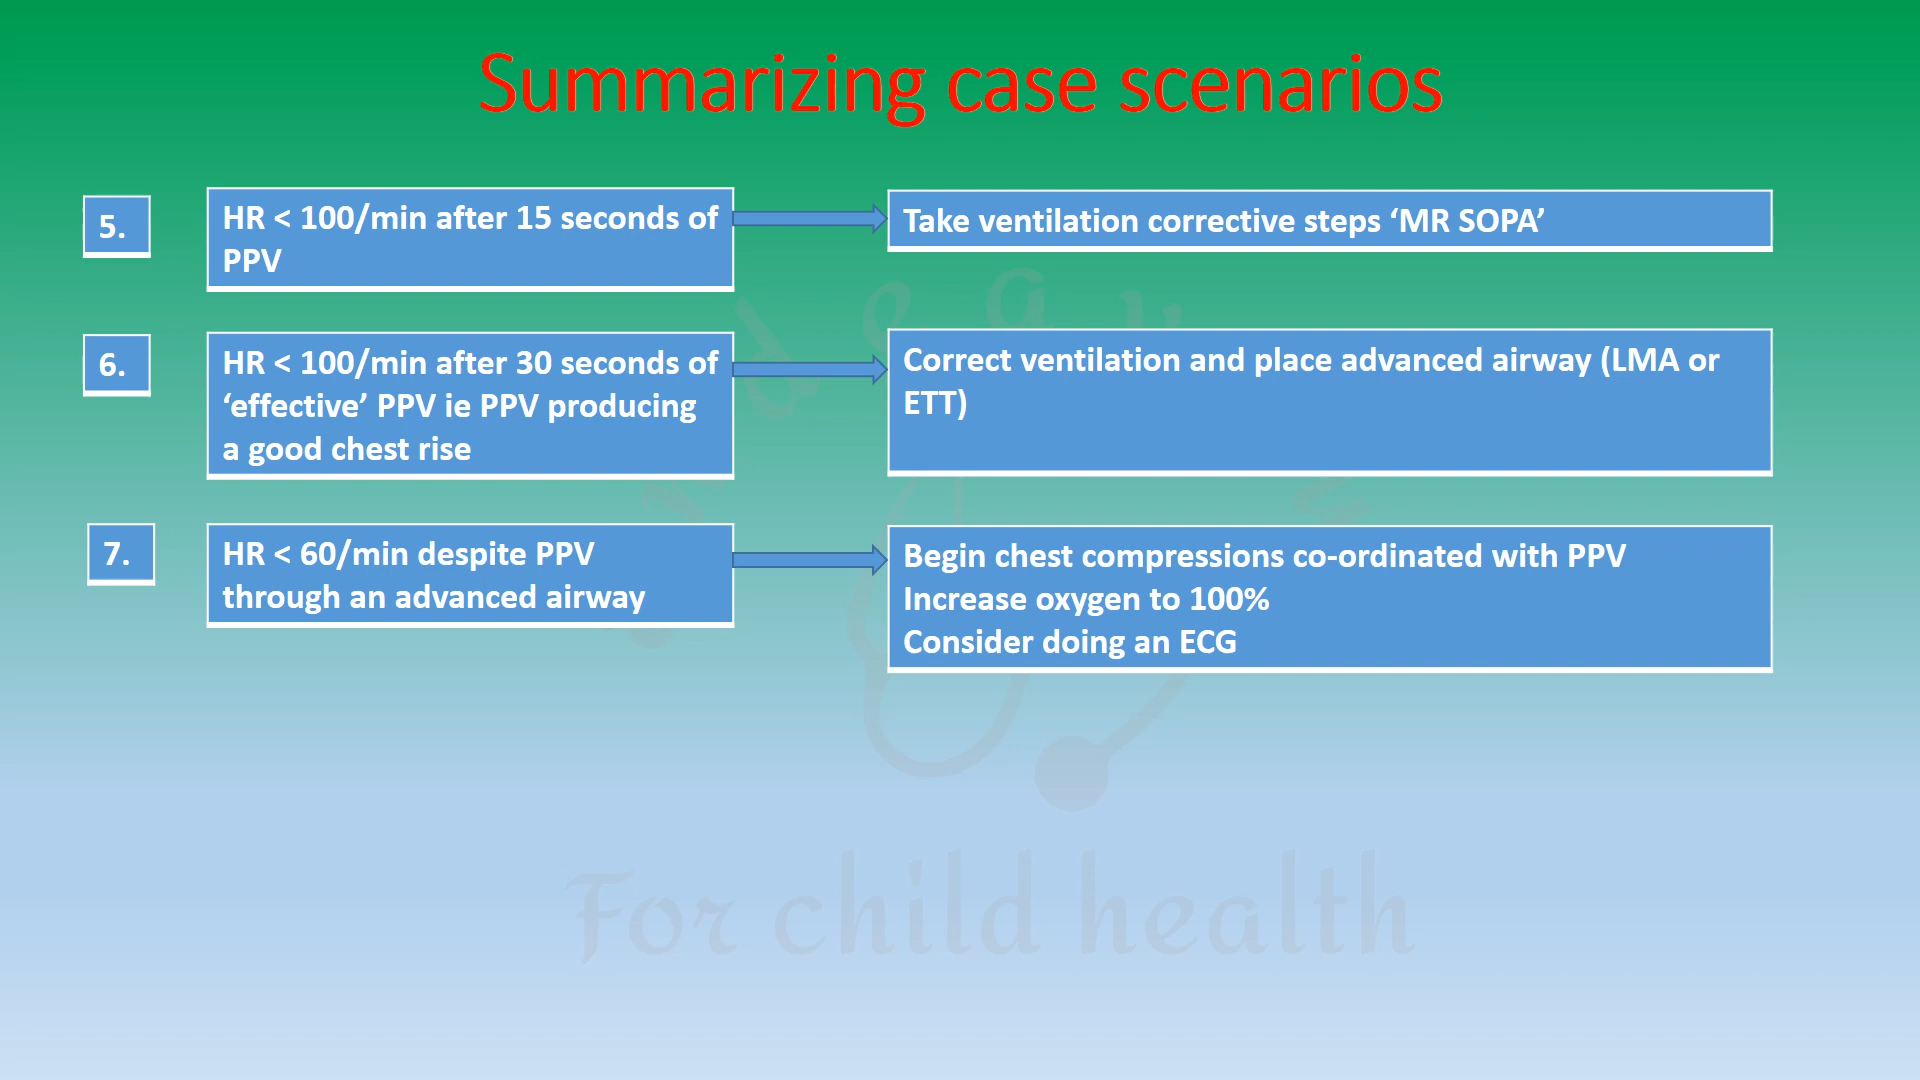 Summarizing case scenarios
5.
HR < 100/min after 15 seconds of
PPV
Take ventilation corrective steps ‘MR SOPA’
6.
HR < 100/min after 30 seconds of
‘effective’ PPV ie PPV producing
a good chest rise
Correct ventilation and place advanced airway (LMA or
ETT)
7.
HR < 60/min despite PPV
through an advanced airway
Begin chest compressions co-ordinated with PPV
Increase oxygen to 100%
Consider doing an ECG
For child health